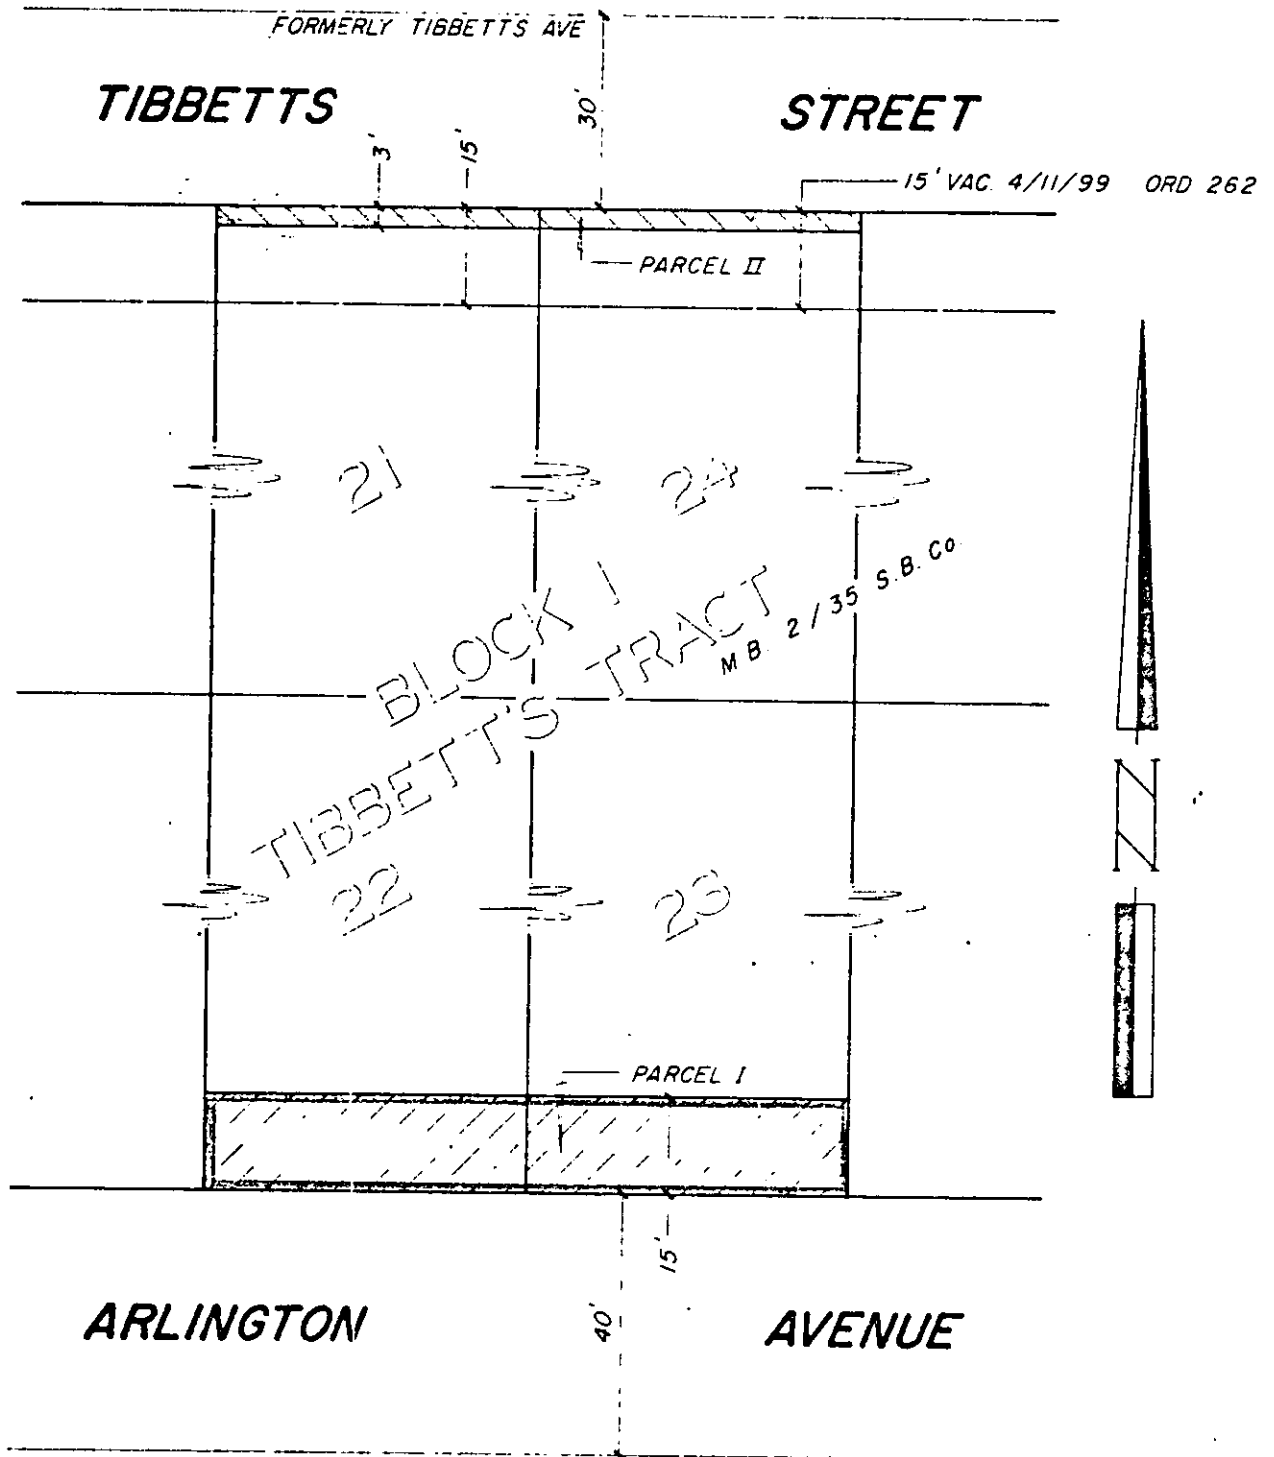 FORMERLY TIBBETTS AVE
TIBBETTS STREET
30'
3'
15'
15' VAC. 4/11/99 ORD 262
PARCEL II
21
24
BLOCK 1
TIBBETT'S TRACT
M B. 2 / 35 S.B. CO.
22
23
N
PARCEL I
15'
40'
ARLINGTON AVENUE